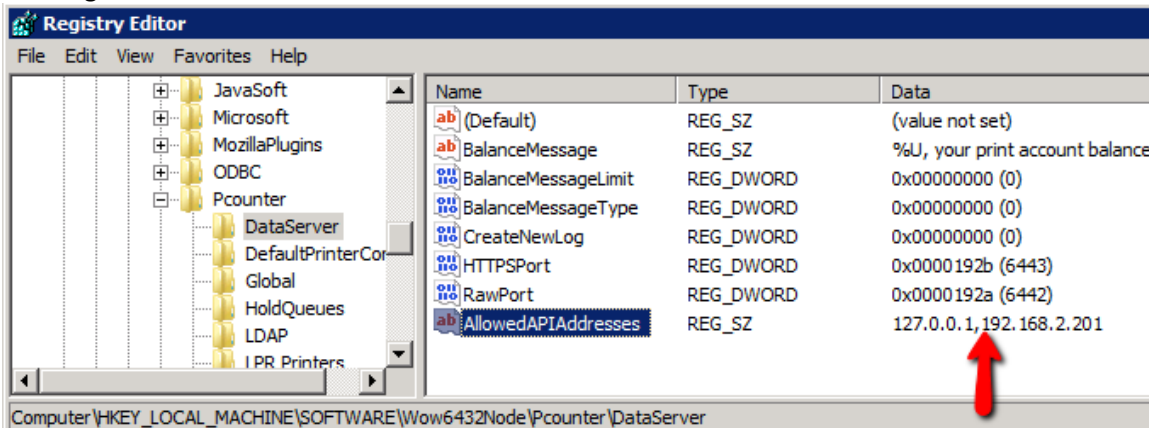 Registry Editor
File Edit View Favorites Help
JavaSoft
Microsoft
MozillaPlugins
ODBC
Pcounter
DataServer
DefaultPrinterCor
Global
HoldQueues
LDAP
LPR Printers
Name Type Data
(Default) REG_SZ (value not set)
BalanceMessage REG_SZ %U, your print account balance
BalanceMessageLimit REG_DWORD 0x00000000 (0)
BalanceMessageType REG_DWORD 0x00000000 (0)
CreateNewLog REG_DWORD 0x00000000 (0)
HTTPSPort REG_DWORD 0x0000192b (6443)
RawPort REG_DWORD 0x0000192a (6442)
AllowedAPIAddresses REG_SZ 127.0.0.1,192.168.2.201
Computer\HKEY_LOCAL_MACHINE\SOFTWARE\Wow6432Node\Pcounter\DataServer